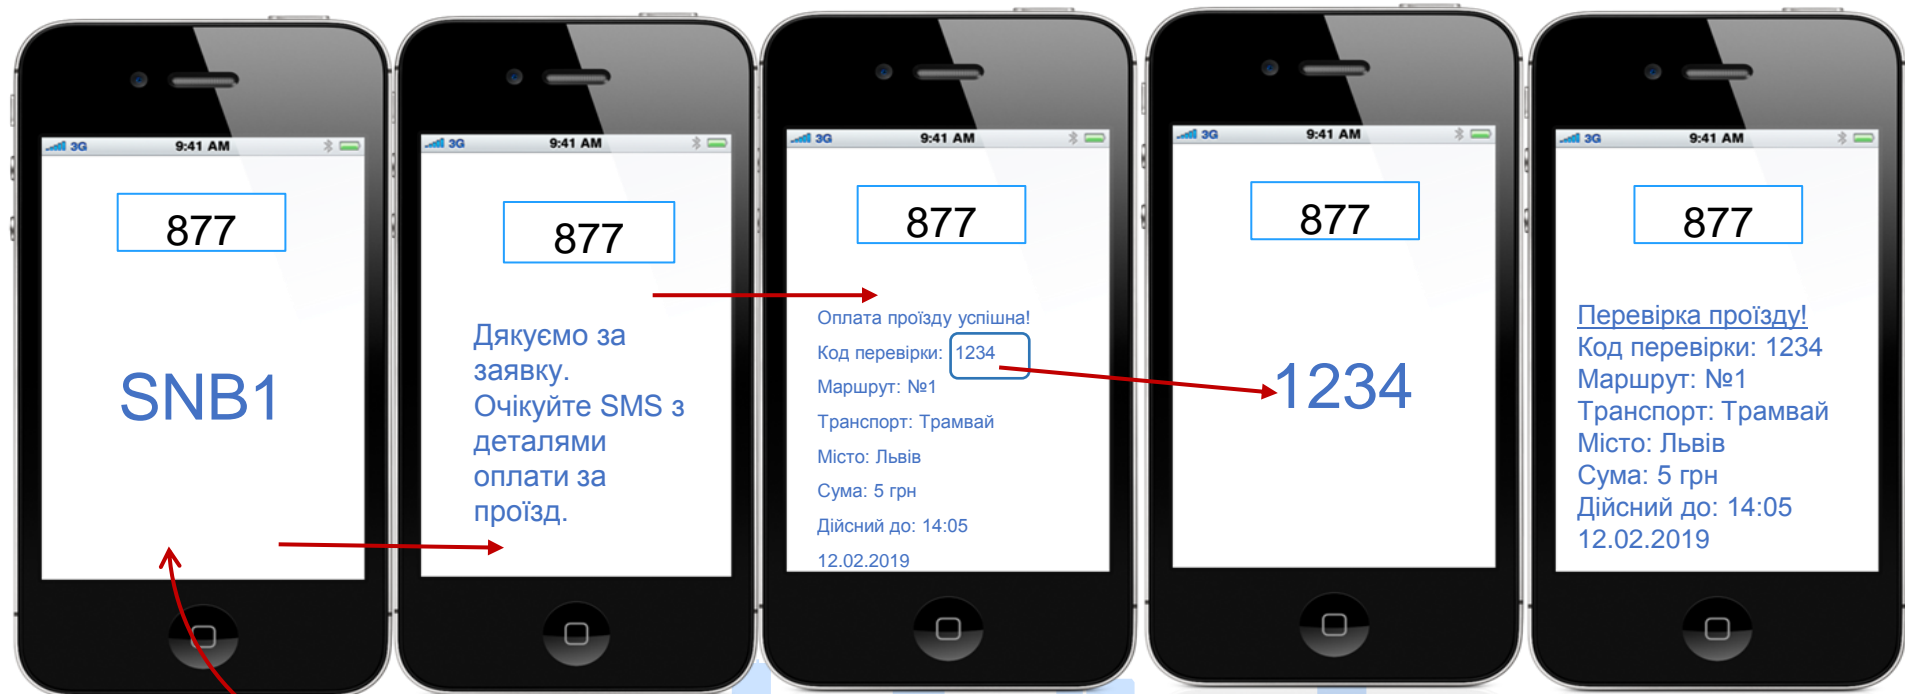 3G 9:41 AM
877
SNB1
3G 9:41 AM
877
Дякуємо за
заявку.
Очікуйте SMS з
деталями
оплати за
проїзд.
3G 9:41 AM
877
Оплата проїзду успішна!
Код перевірки: 1234
Маршрут: №1
Транспорт: Трамвай
Місто: Львів
Сума: 5 грн
Дійсний до: 14:05
12.02.2019
3G 9:41 AM
877
1234
3G 9:41 AM
877
Перевірка проїзду!
Код перевірки: 1234
Маршрут: №1
Транспорт: Трамвай
Місто: Львів
Сума: 5 грн
Дійсний до: 14:05
12.02.2019